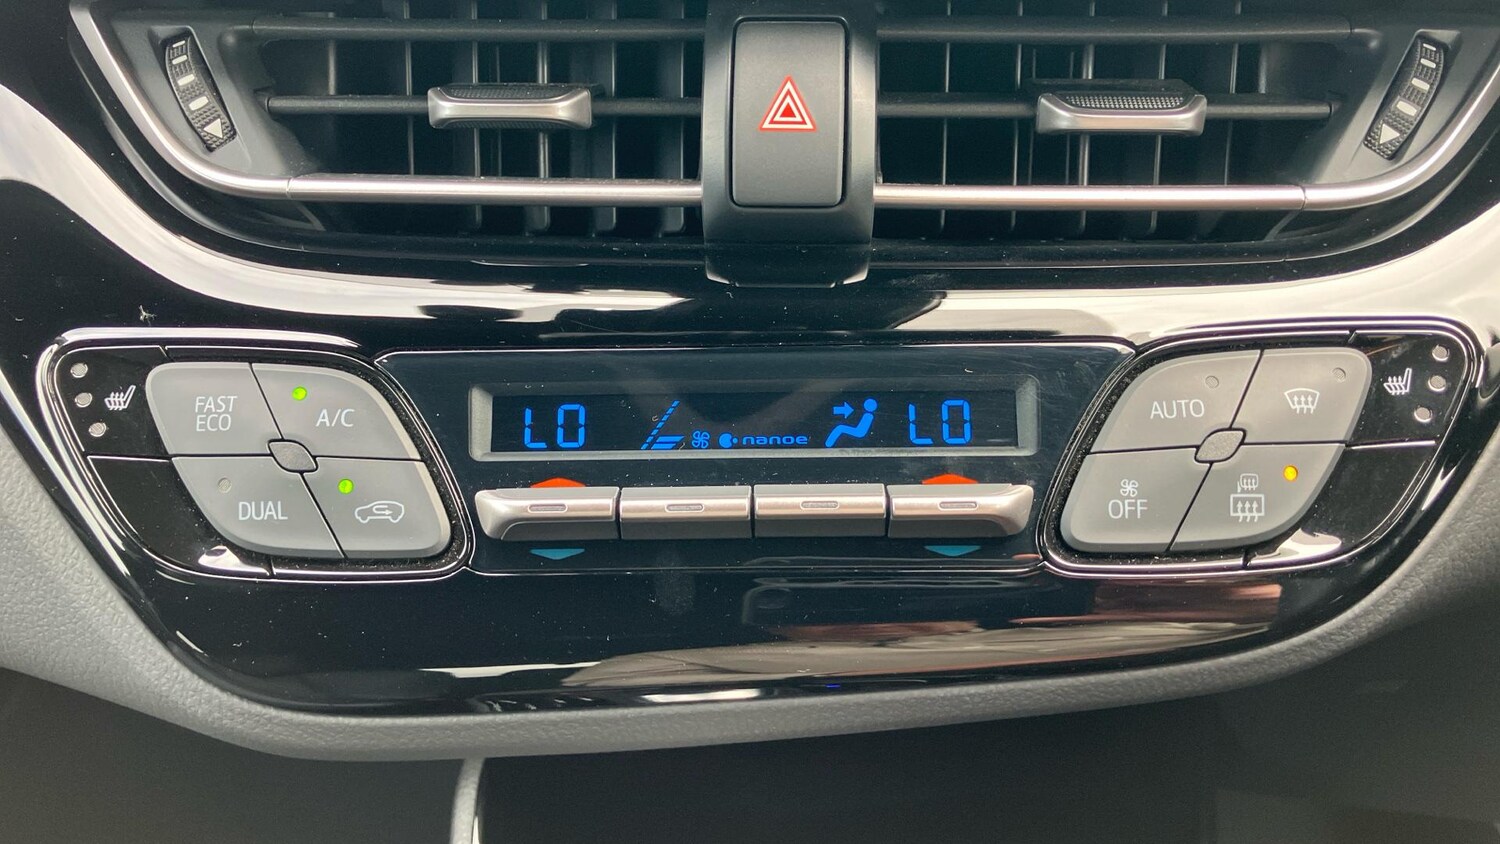 FAST
ECO
A/C
DUAL
LO
nanoe
LO
AUTO
OFF